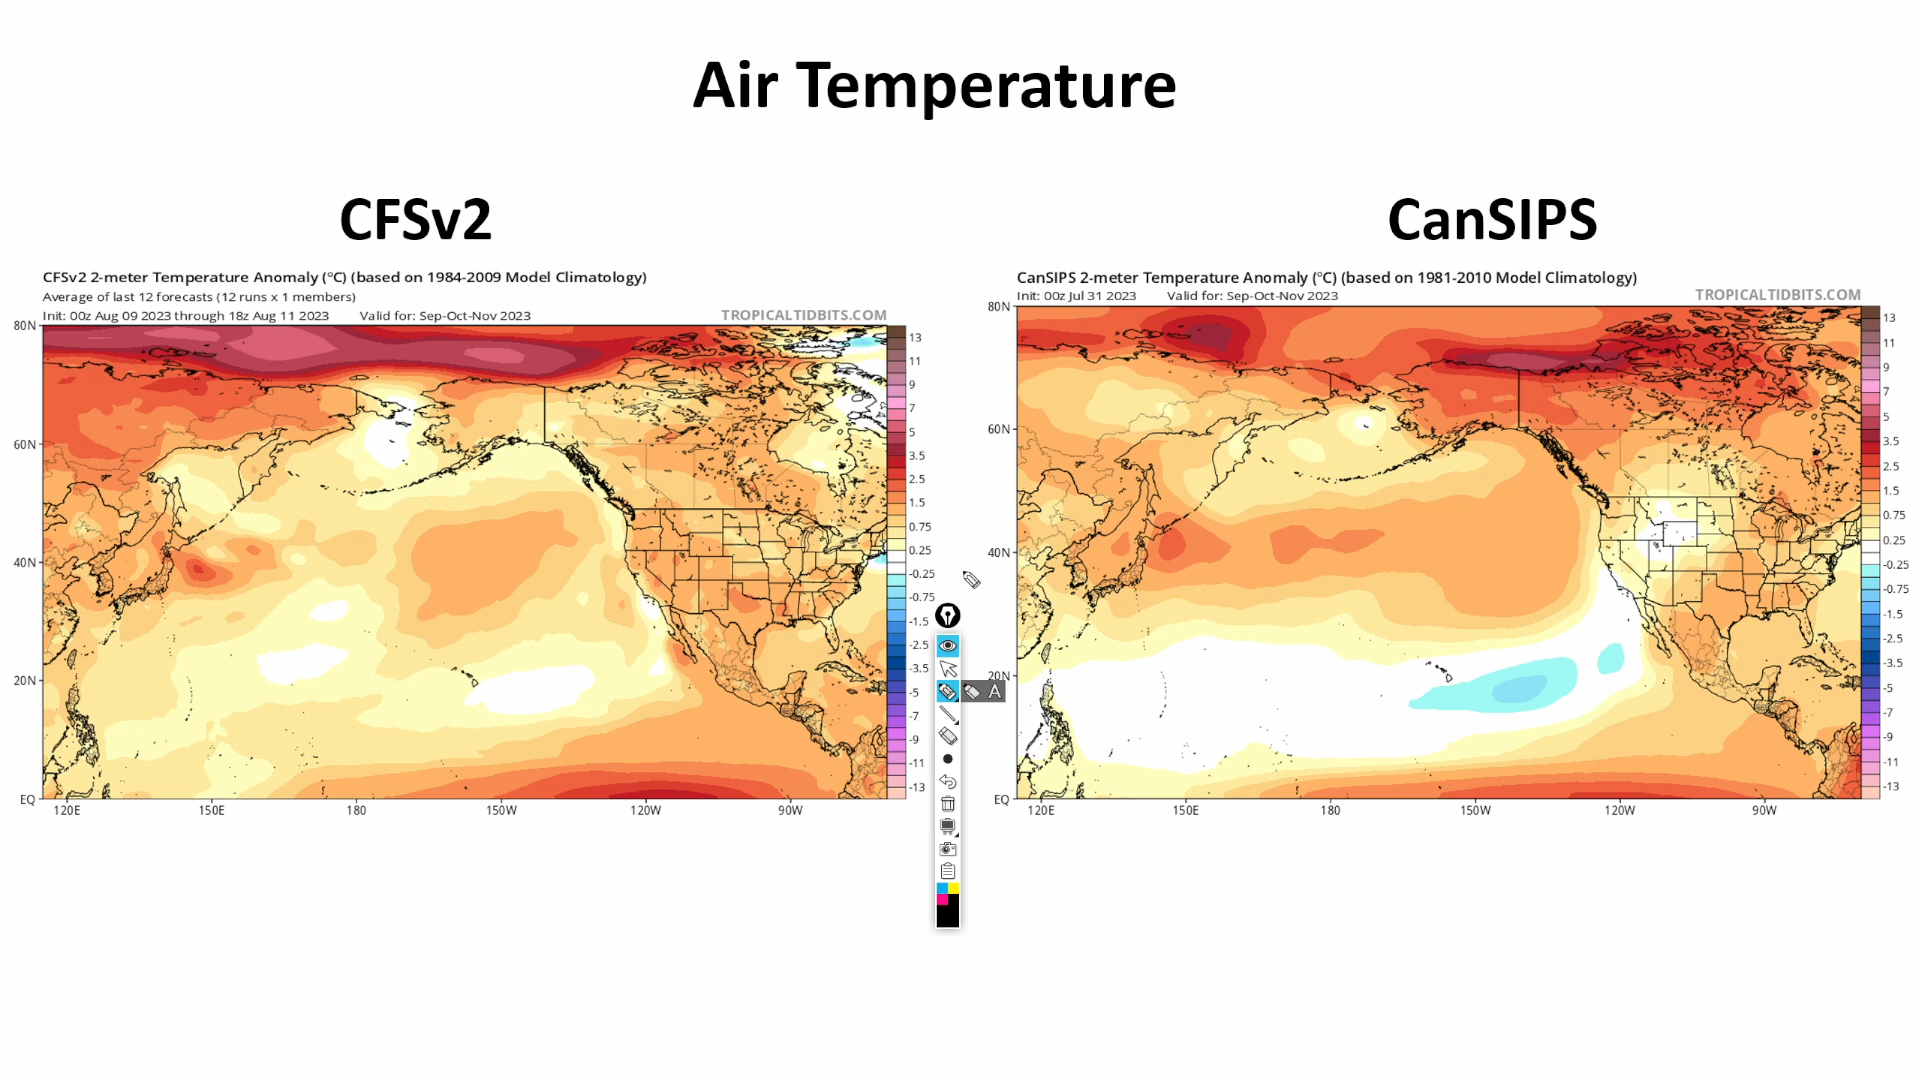 Air Temperature
CFSv2
CanSIPS
CFSv2 2-meter Temperature Anomaly (°C) (based on 1984-2009 Model Climatology)
Average of last 12 forecasts (12 runs x 1 members)
Init: 00z Aug 09 2023 through 18z Aug 11 2023 Valid for: Sep-Oct-Nov 2023
TROPICALTIDBITS.COM
80N
60N
40N
20N
EQ
120E
150E
180
150W
120W
90W
13
11
9
7
5
3.5
2.5
1.5
0.75
0.25
-0.25
-0.75
-1.5
-2.5
-3.5
-5
-7
-9
-11
-13
A
CanSIPS 2-meter Temperature Anomaly (°C) (based on 1981-2010 Model Climatology)
Init: 00z Jul 31 2023 Valid for: Sep-Oct-Nov 2023
TROPICALTIDBITS.COM
80N
60N
40N
20N
EQ
120E
150E
180
150W
120W
90W
13
11
9
7
5
3.5
2.5
1.5
0.75
0.25
-0.25
-0.75
-1.5
-2.5
-3.5
-5
-7
-9
-11
-13